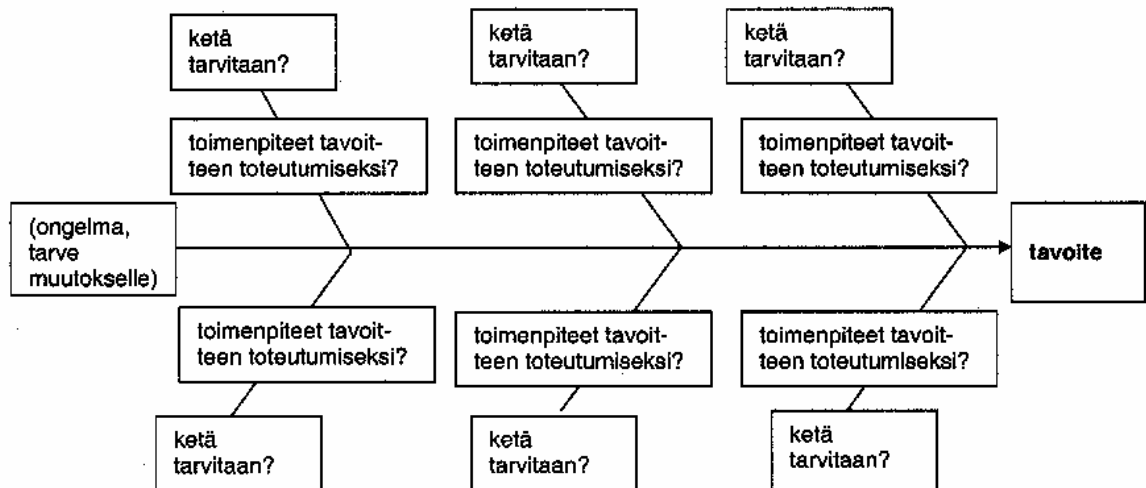 ketä
tarvitaan?
ketä
tarvitaan?
ketä
tarvitaan?
toimenpiteet tavoit-
teen toteutumiseksi?
toimenpiteet tavoit-
teen toteutumiseksi?
toimenpiteet tavoit-
teen toteutumiseksi?
(ongelma,
tarve
muutokselle)
tavoite
toimenpiteet tavoit-
teen toteutumiseksi?
toimenpiteet tavoit-
teen toteutumiseksi?
toimenpiteet tavoit-
teen toteutumiseksi?
ketä
tarvitaan?
ketä
tarvitaan?
ketä
tarvitaan?